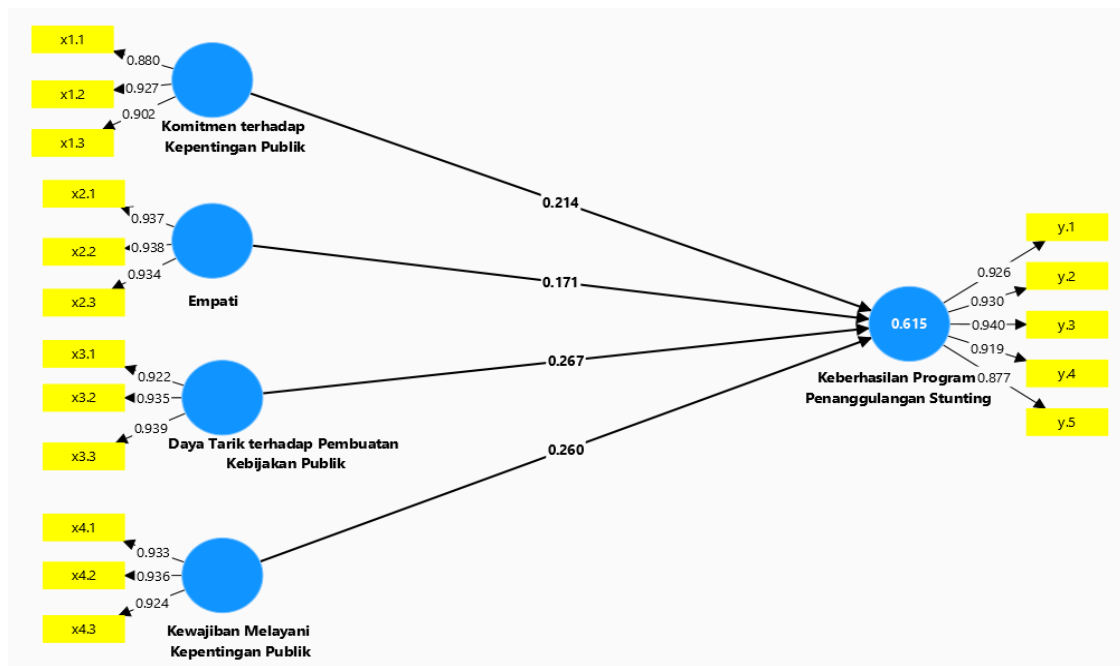 x1.1
0.880
x1.2
0.927
0.902
x1.3
Komitmen terhadap
Kepentingan Publik
x2.1
0.937
x2.2
0.938
0.934
x2.3
Empati
x3.1
0.922
x3.2
0.935
0.939
x3.3
Daya Tarik terhadap Pembuatan
Kebijakan Publik
x4.1
0.933
x4.2
0.936
0.924
x4.3
Kewajiban Melayani
Kepentingan Publik
0.214
0.171
0.267
0.260
0.615
Keberhasilan Program
Penanggulangan Stunting
y.1
0.926
y.2
0.930
y.3
0.940
0.919
y.4
0.877
y.5